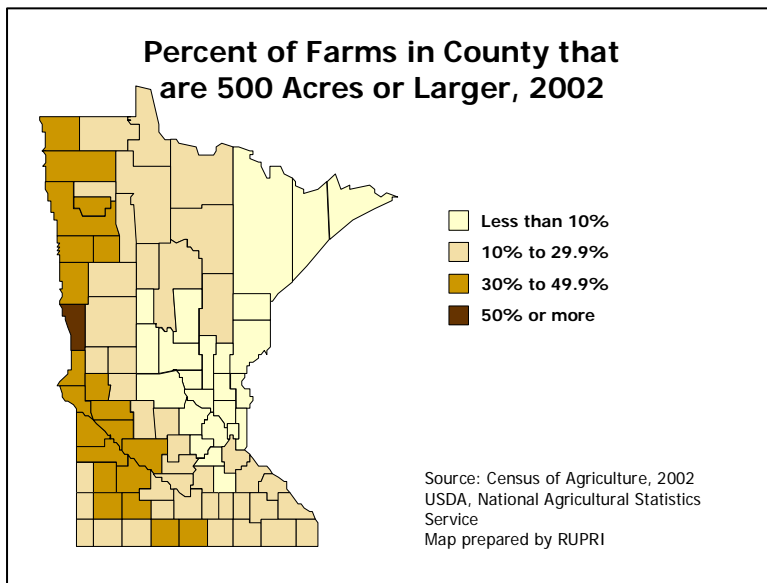 Percent of Farms in County that
are 500 Acres or Larger, 2002
Less than 10%
10% to 29.9%
30% to 49.9%
50% or more
Source: Census of Agriculture, 2002
USDA, National Agricultural Statistics
Service
Map prepared by RUPRI